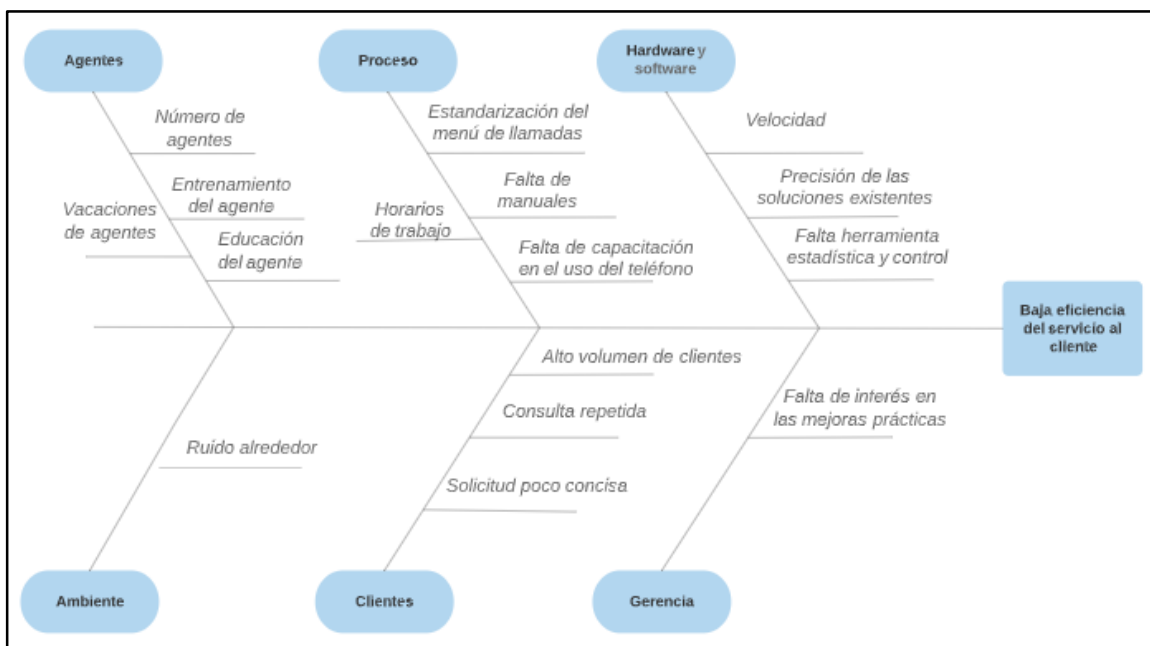 Agentes
Proceso
Hardware y
software
Número de
agentes
Entrenamiento
del agente
Vacaciones
de agentes
Educación
del agente
Estandarización del
menú de llamadas
Falta de
manuales
Horarios
de trabajo
Falta de capacitación
en el uso del teléfono
Velocidad
Precisión de las
soluciones existentes
Falta herramienta
estadística y control
Baja eficiencia
del servicio al
cliente
Ruido alrededor
Alto volumen de clientes
Consulta repetida
Solicitud poco concisa
Falta de interés en
las mejoras prácticas
Ambiente
Clientes
Gerencia